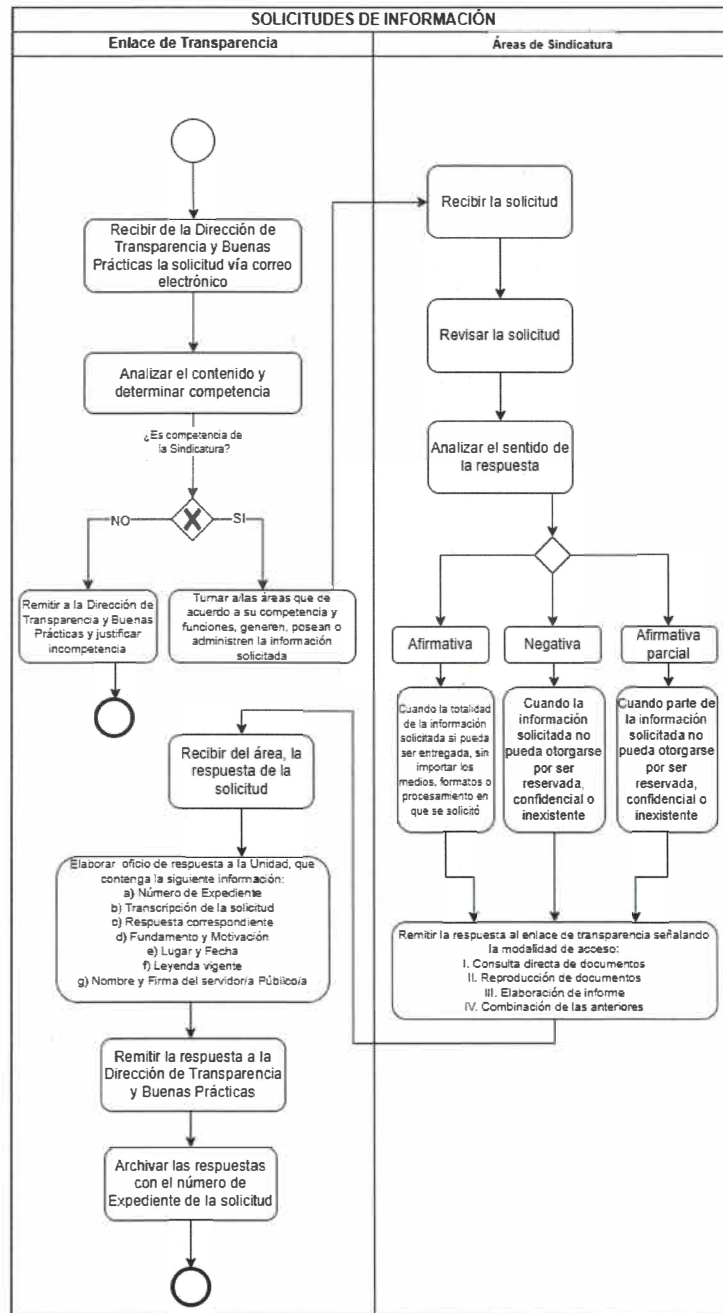 SOLICITUDES DE INFORMACIÓN
Enlace de Transparencia
Áreas de Sindicatura
Recibir de la Dirección de
Transparencia y Buenas
Prácticas la solicitud vía correo
electrónico
Analizar el contenido y
determinar competencia
¿Es competencia de
la Sindicatura?
NO
SI
Remitir a la Dirección de
Transparencia y Buenas
Prácticas y justificar
incompetencia
Turnar a/las áreas que de
acuerdo a su competencia y
funciones, generen, posean o
administren la información
solicitada
Recibir la solicitud
Revisar la solicitud
Analizar el sentido de
la respuesta
Afirmativa
Negativa
Afirmativa
parcial
Cuando la totalidad
de la información
solicitada si pueda
ser entregada, sin
importar los
medios, formatos o
procesamiento en
que se solicitó
Cuando la
información
solicitada no
pueda otorgarse
por ser
reservada,
confidencial o
inexistente
Cuando parte de
la información
solicitada no
pueda otorgarse
por ser
reservada,
confidencial o
inexistente
Remitir la respuesta al enlace de transparencia señalando
la modalidad de acceso:
I. Consulta directa de documentos
II. Reproducción de documentos
III. Elaboración de informe
IV. Combinación de las anteriores
Recibir del área, la
respuesta de la
solicitud
Elaborar oficio de respuesta a la Unidad, que
contenga la siguiente información:
a) Número de Expediente
b) Transcripción de la solicitud
c) Respuesta correspondiente
d) Fundamento y Motivación
e) Lugar y Fecha
f) Leyenda vigente
g) Nombre y Firma del servidor/a Público/a
Remitir la respuesta a la
Dirección de Transparencia
y Buenas Prácticas
Archivar las respuestas
con el número de
Expediente de la solicitud